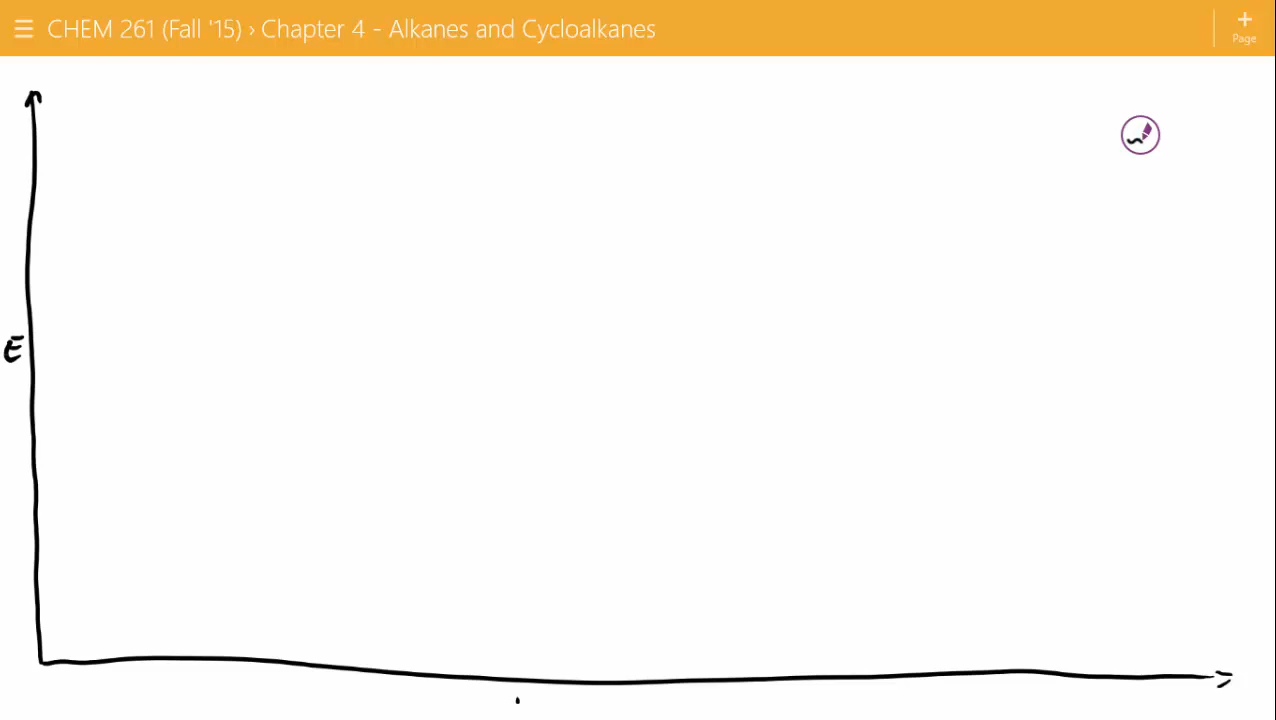 CHEM 261 (Fall '15) › Chapter 4 - Alkanes and Cycloalkanes
Page
E